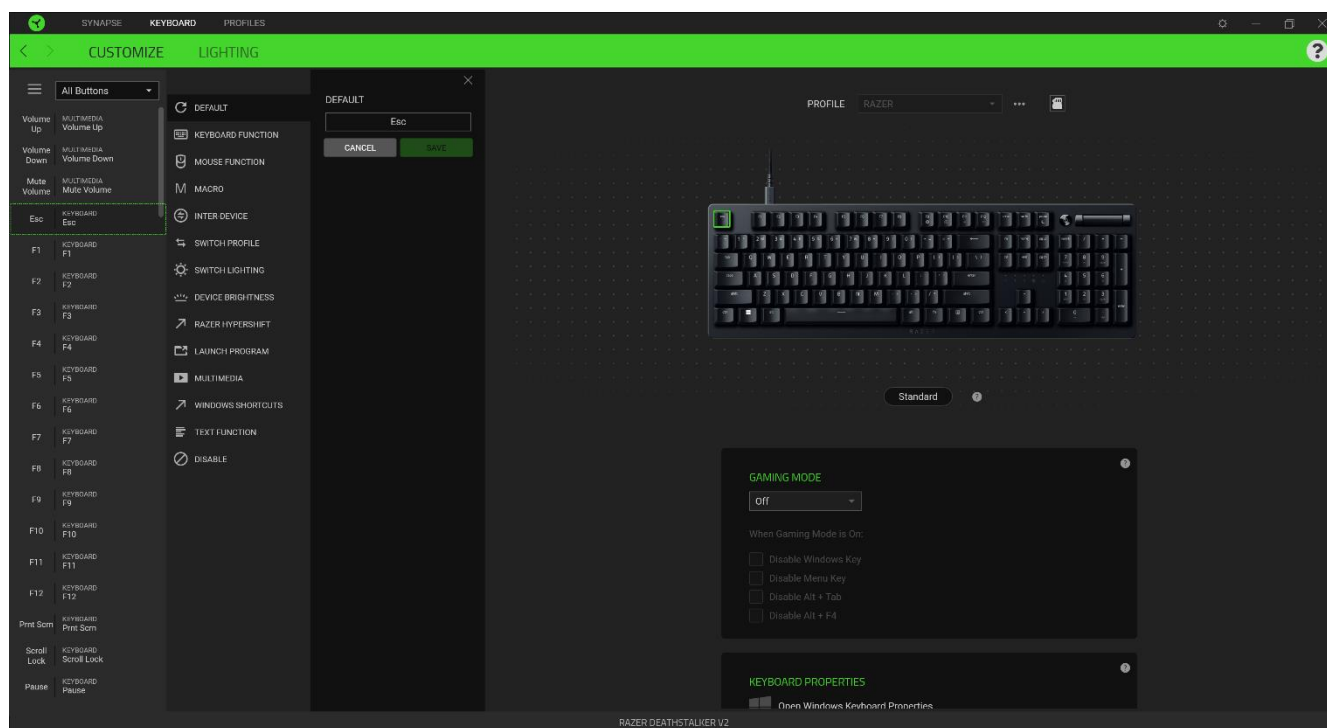 SYNAPSE KEYBOARD PROFILES
CUSTOMIZE LIGHTING
All Buttons
Volume Up MULTIMEDIA Volume Up
Volume Down MULTIMEDIA Volume Down
Mute Volume MULTIMEDIA Mute Volume
Esc KEYBOARD Esc
F1 KEYBOARD F1
F2 KEYBOARD F2
F3 KEYBOARD F3
F4 KEYBOARD F4
F5 KEYBOARD F5
F6 KEYBOARD F6
F7 KEYBOARD F7
F8 KEYBOARD F8
F9 KEYBOARD F9
F10 KEYBOARD F10
F11 KEYBOARD F11
F12 KEYBOARD F12
Prnt Scrn KEYBOARD Prnt Scrn
Scroll Lock KEYBOARD Scroll Lock
Pause KEYBOARD Pause
DEFAULT
KEYBOARD FUNCTION
MOUSE FUNCTION
MACRO
INTER-DEVICE
SWITCH PROFILE
SWITCH LIGHTING
DEVICE BRIGHTNESS
RAZER HYPERSHIFT
LAUNCH PROGRAM
MULTIMEDIA
WINDOWS SHORTCUTS
TEXT FUNCTION
DISABLE
DEFAULT
Esc
CANCEL SAVE
PROFILE RAZER
Standard
GAMING MODE
Off
When Gaming Mode is On:
Disable Windows Key
Disable Menu Key
Disable Alt + Tab
Disable Alt + F4
KEYBOARD PROPERTIES
Open Windows Keyboard Properties
RAZER DEATHSTALKER V2